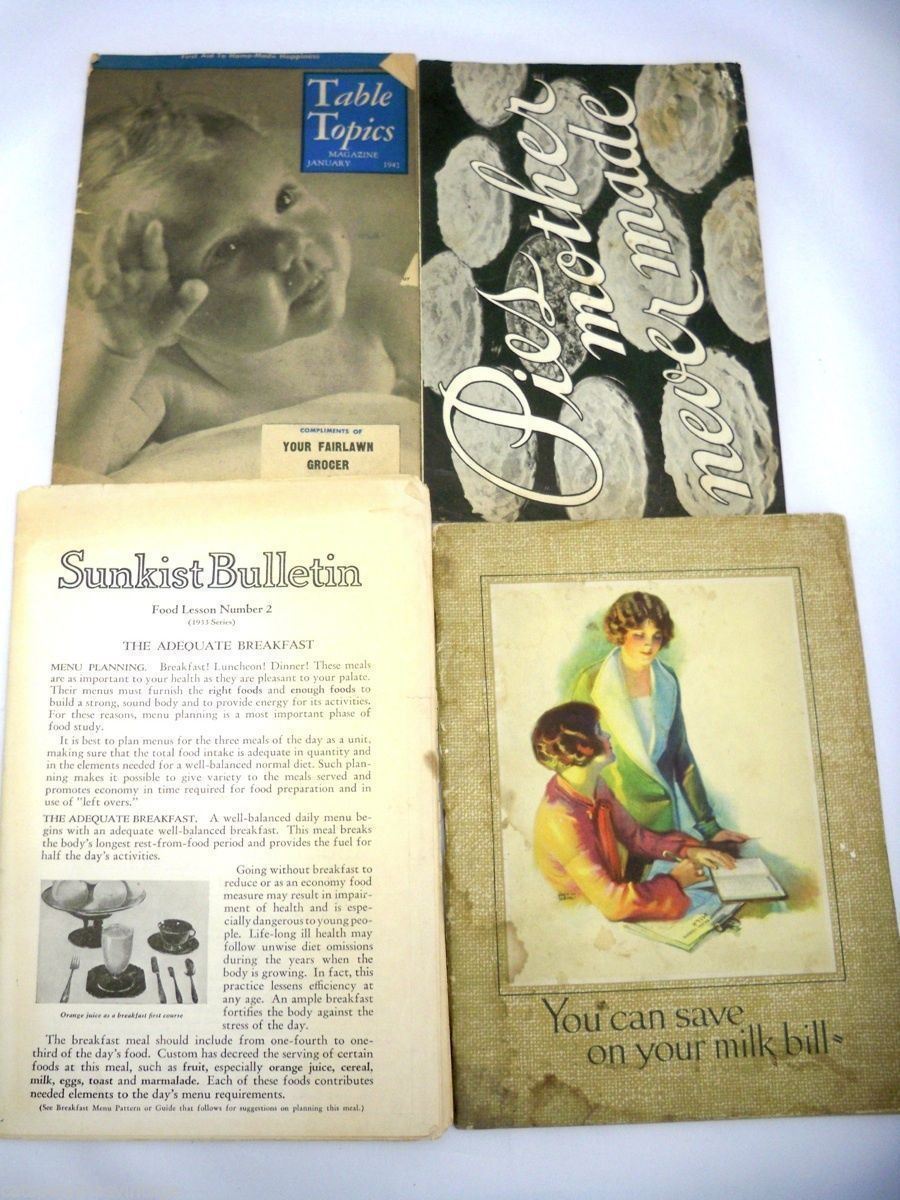 First Aid To Home-Made Happiness
Table
Topics
MAGAZINE
JANUARY 1941
COMPLIMENTS OF
YOUR FAIRLAWN
GROCER
Pies
mother
never made
Sunkist Bulletin
Food Lesson Number 2
(1933 Series)
THE ADEQUATE BREAKFAST
MENU PLANNING. Breakfast! Luncheon! Dinner! These meals
are as important to your health as they are pleasant to your palate.
Their menus must furnish the right foods and enough foods to
build a strong, sound body and to provide energy for its activities.
For these reasons, menu planning is a most important phase of
food study.
It is best to plan menus for the three meals of the day as a unit,
making sure that the total food intake is adequate in quantity and
in the elements needed for a well-balanced normal diet. Such plan-
ning makes it possible to give variety to the meals served and
promotes economy in time required for food preparation and in
use of "left overs."
THE ADEQUATE BREAKFAST. A well-balanced daily menu be-
gins with an adequate well-balanced breakfast. This meal breaks
the body's longest rest-from-food period and provides the fuel for
half the day's activities.
Going without breakfast to
reduce or as an economy food
measure may result in impair-
ment of health and is espe-
cially dangerous to young peo-
ple. Life-long ill health may
follow unwise diet omissions
during the years when the
body is growing. In fact, this
practice lessens efficiency at
any age. An ample breakfast
fortifies the body against the
stress of the day.
Orange juice as a breakfast first course
The breakfast meal should include from one-fourth to one-
third of the day's food. Custom has decreed the serving of certain
foods at this meal, such as fruit, especially orange juice, cereal,
milk, eggs, toast and marmalade. Each of these foods contributes
needed elements to the day's menu requirements.
(See Breakfast Menu Pattern or Guide that follows for suggestions on planning this meal.)
You can save
on your milk bill